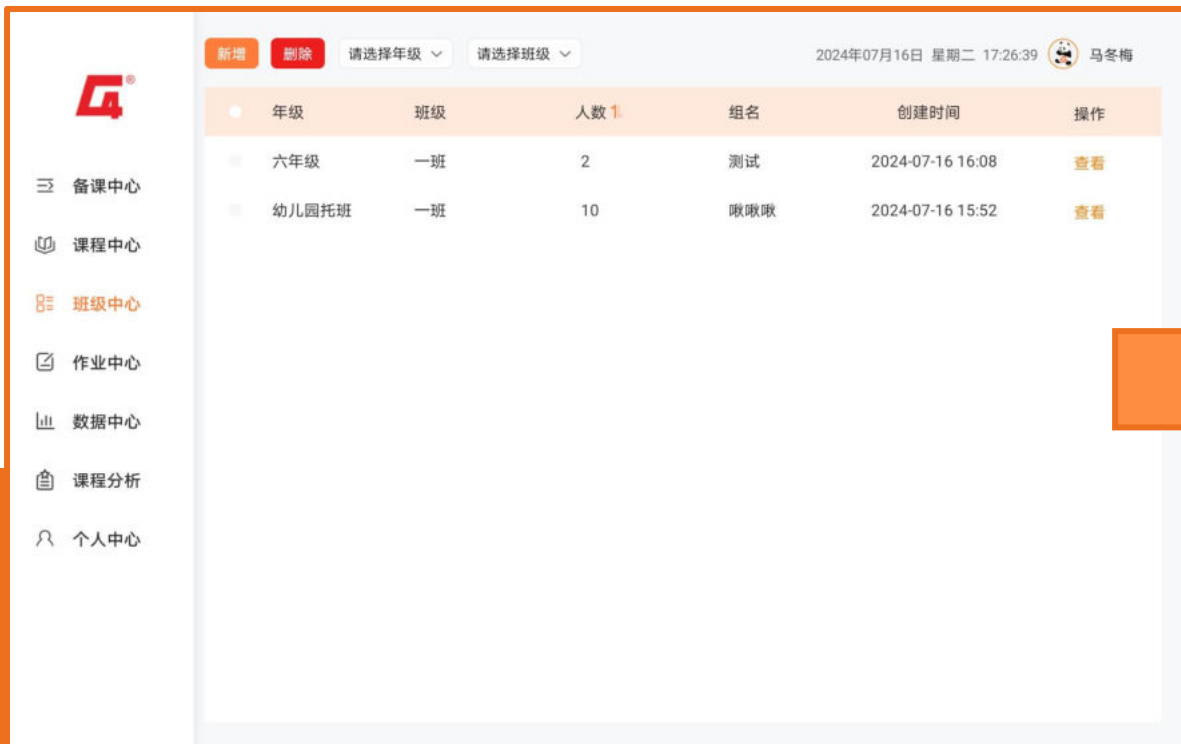 新增 删除 请选择年级 请选择班级 2024年07月16日 星期二 17:26:39 马冬梅
G4®
年级 班级 人数 组名 创建时间 操作
六年级 一班 2 测试 2024-07-16 16:08 查看
幼儿园托班 一班 10 啾啾啾 2024-07-16 15:52 查看
备课中心
课程中心
班级中心
作业中心
数据中心
课程分析
个人中心